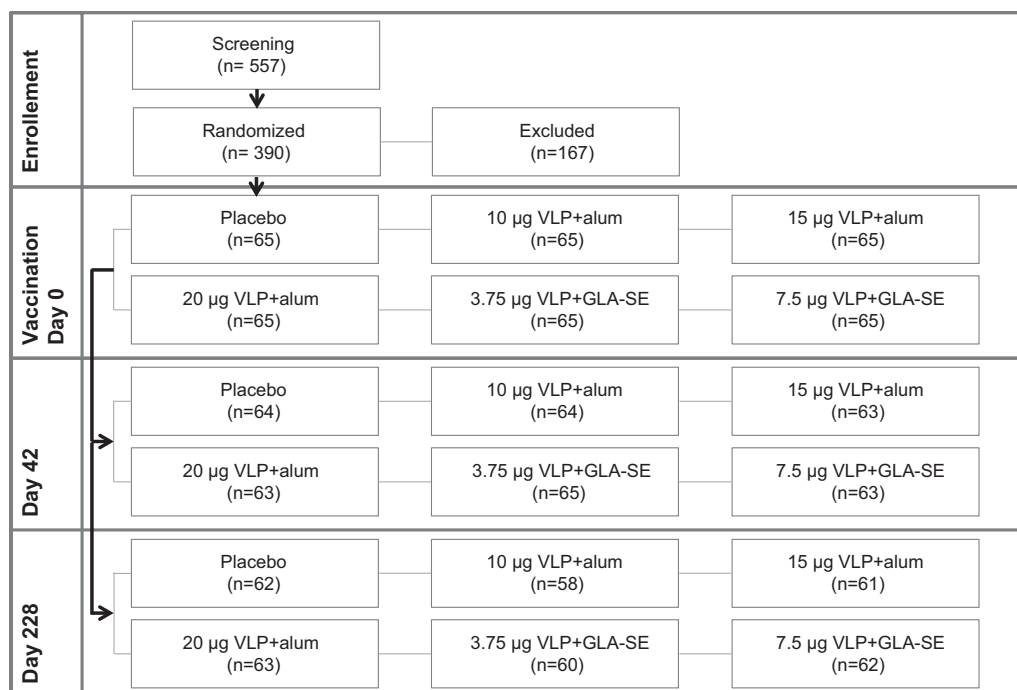 Enrollement
Screening
(n= 557)
Randomized
(n= 390)
Excluded
(n=167)
Vaccination
Day 0
Placebo
(n=65)
10 µg VLP+alum
(n=65)
15 µg VLP+alum
(n=65)
20 µg VLP+alum
(n=65)
3.75 µg VLP+GLA-SE
(n=65)
7.5 µg VLP+GLA-SE
(n=65)
Day 42
Placebo
(n=64)
10 µg VLP+alum
(n=64)
15 µg VLP+alum
(n=63)
20 µg VLP+alum
(n=63)
3.75 µg VLP+GLA-SE
(n=65)
7.5 µg VLP+GLA-SE
(n=63)
Day 228
Placebo
(n=62)
10 µg VLP+alum
(n=58)
15 µg VLP+alum
(n=61)
20 µg VLP+alum
(n=63)
3.75 µg VLP+GLA-SE
(n=60)
7.5 µg VLP+GLA-SE
(n=62)